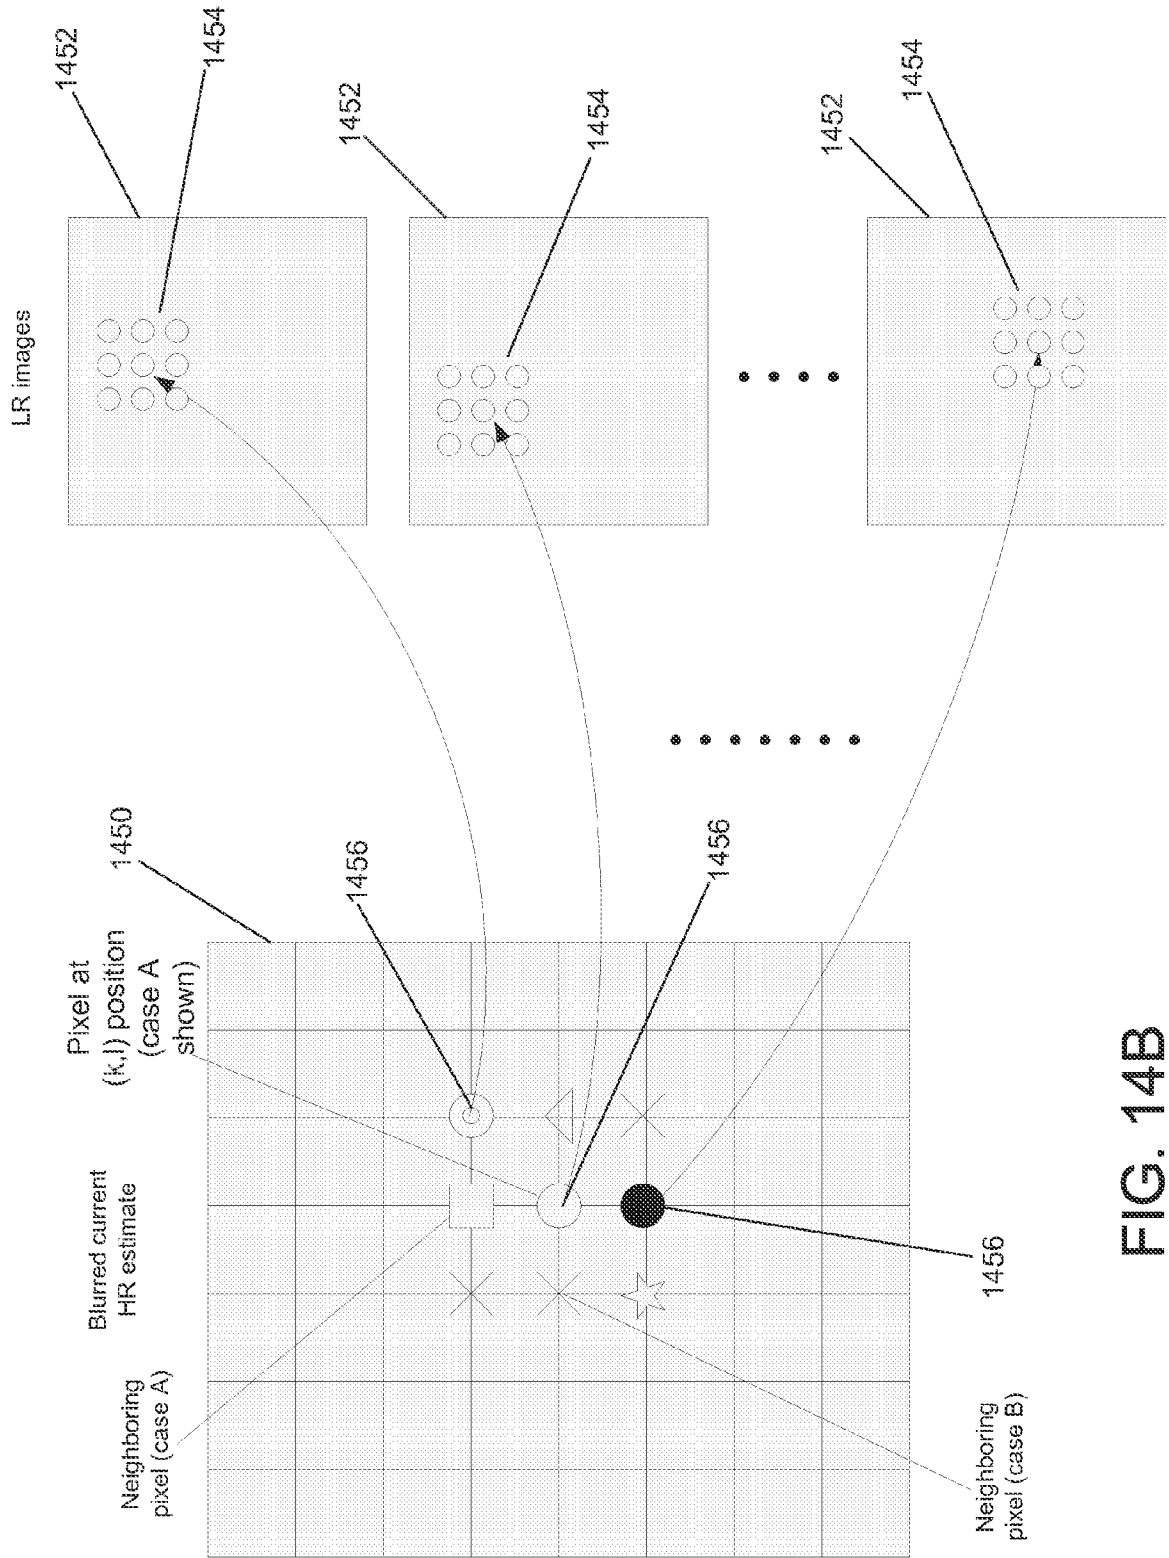 LR images
1452
1454
1452
1454
1452
1454
1450
1456
1456
1456
Pixel at
(k,l) position
(case A
shown)
Blurred current
HR estimate
Neighboring
pixel (case A)
Neighboring
pixel (case B)
FIG. 14B